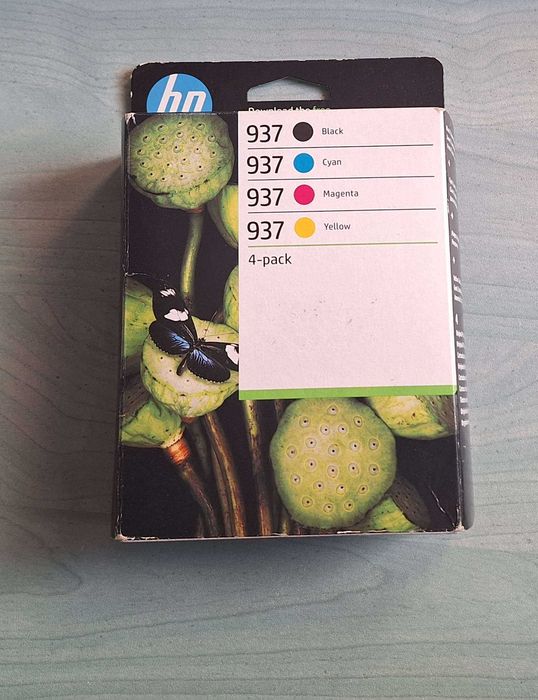 hp
Download the free
937 Black
937 Cyan
937 Magenta
937 Yellow
4-pack